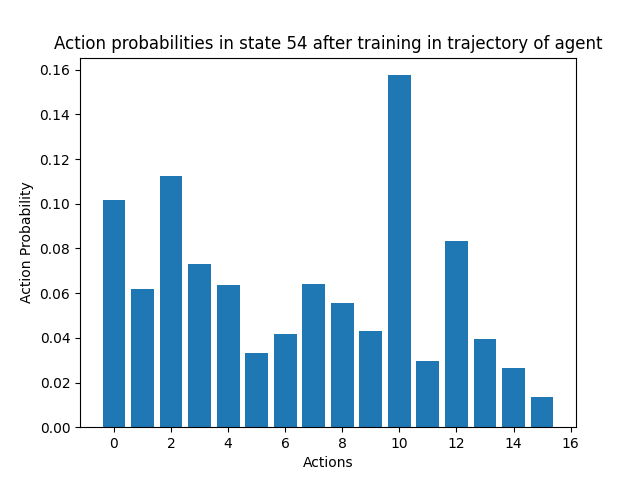 Action probabilities in state 54 after training in trajectory of agent
0.16
0.14
0.12
0.10
0.08
0.06
0.04
0.02
0.00
Action Probability
0 2 4 6 8 10 12 14 16
Actions